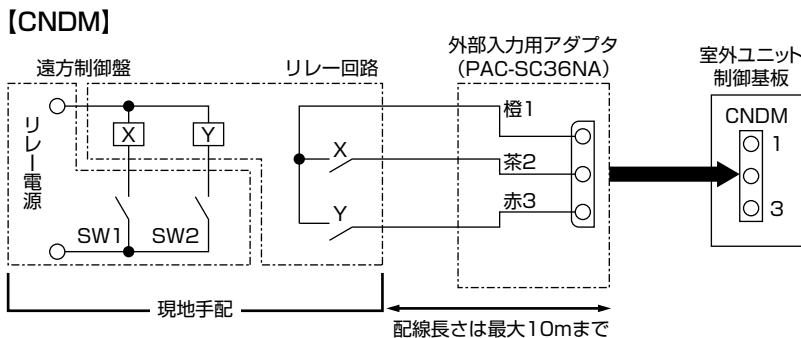 【CNDM】
遠方制御盤
リレー回路
外部入力用アダプタ
（PAC-SC36NA）
室外ユニット
制御基板
リレー電源
X
Y
SW1
SW2
X
Y
橙1
茶2
赤3
CNDM
1
3
現地手配
配線長さは最大10mまで